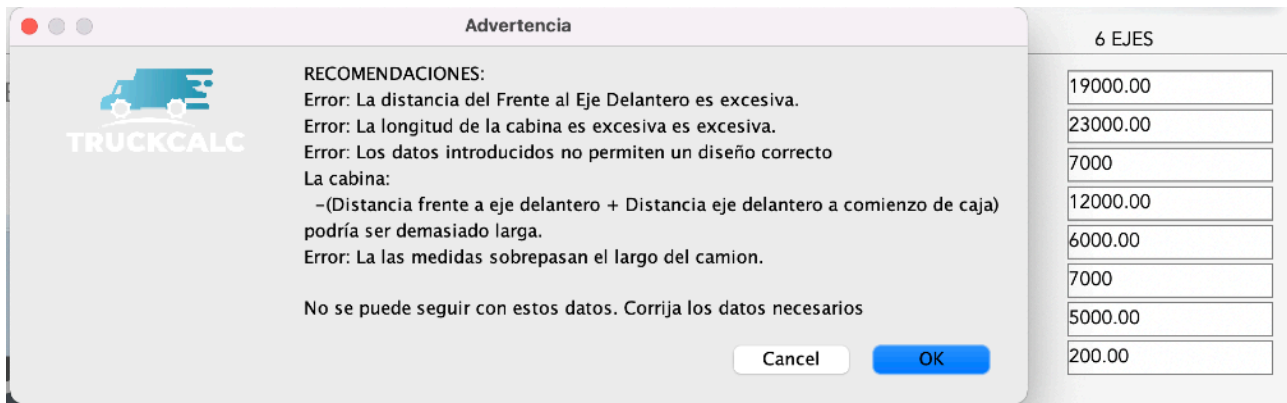 Advertencia
TRUCKCALC
RECOMENDACIONES:
Error: La distancia del Frente al Eje Delantero es excesiva.
Error: La longitud de la cabina es excesiva es excesiva.
Error: Los datos introducidos no permiten un diseño correcto
La cabina:
-(Distancia frente a eje delantero + Distancia eje delantero a comienzo de caja)
podría ser demasiado larga.
Error: La las medidas sobrepasan el largo del camion.
No se puede seguir con estos datos. Corrija los datos necesarios
Cancel
OK
6 EJES
19000.00
23000.00
7000
12000.00
6000.00
7000
5000.00
200.00